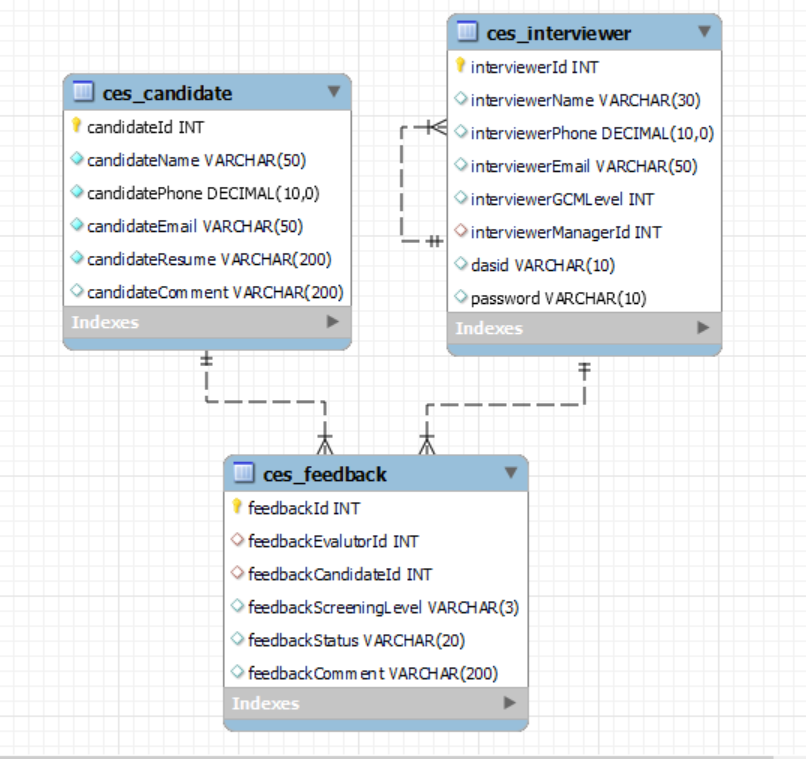 ces_candidate
candidateId INT
candidateName VARCHAR(50)
candidatePhone DECIMAL(10,0)
candidateEmail VARCHAR(50)
candidateResume VARCHAR(200)
candidateComment VARCHAR(200)
Indexes
ces_interviewer
interviewerId INT
interviewerName VARCHAR(30)
interviewerPhone DECIMAL(10,0)
interviewerEmail VARCHAR(50)
interviewerGCMLevel INT
interviewerManagerId INT
dasid VARCHAR(10)
password VARCHAR(10)
Indexes
ces_feedback
feedbackId INT
feedbackEvalutorId INT
feedbackCandidateId INT
feedbackScreeningLevel VARCHAR(3)
feedbackStatus VARCHAR(20)
feedbackComment VARCHAR(200)
Indexes